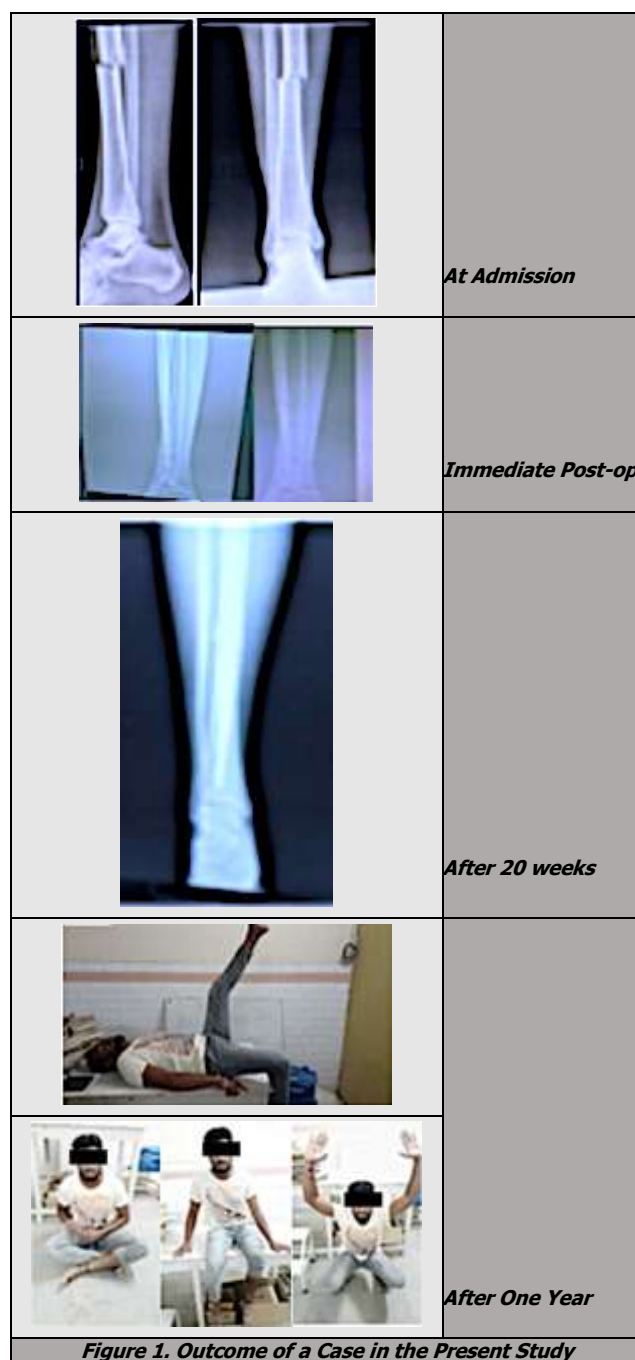 At Admission
Immediate Post-op
After 20 weeks
After One Year
Figure 1. Outcome of a Case in the Present Study